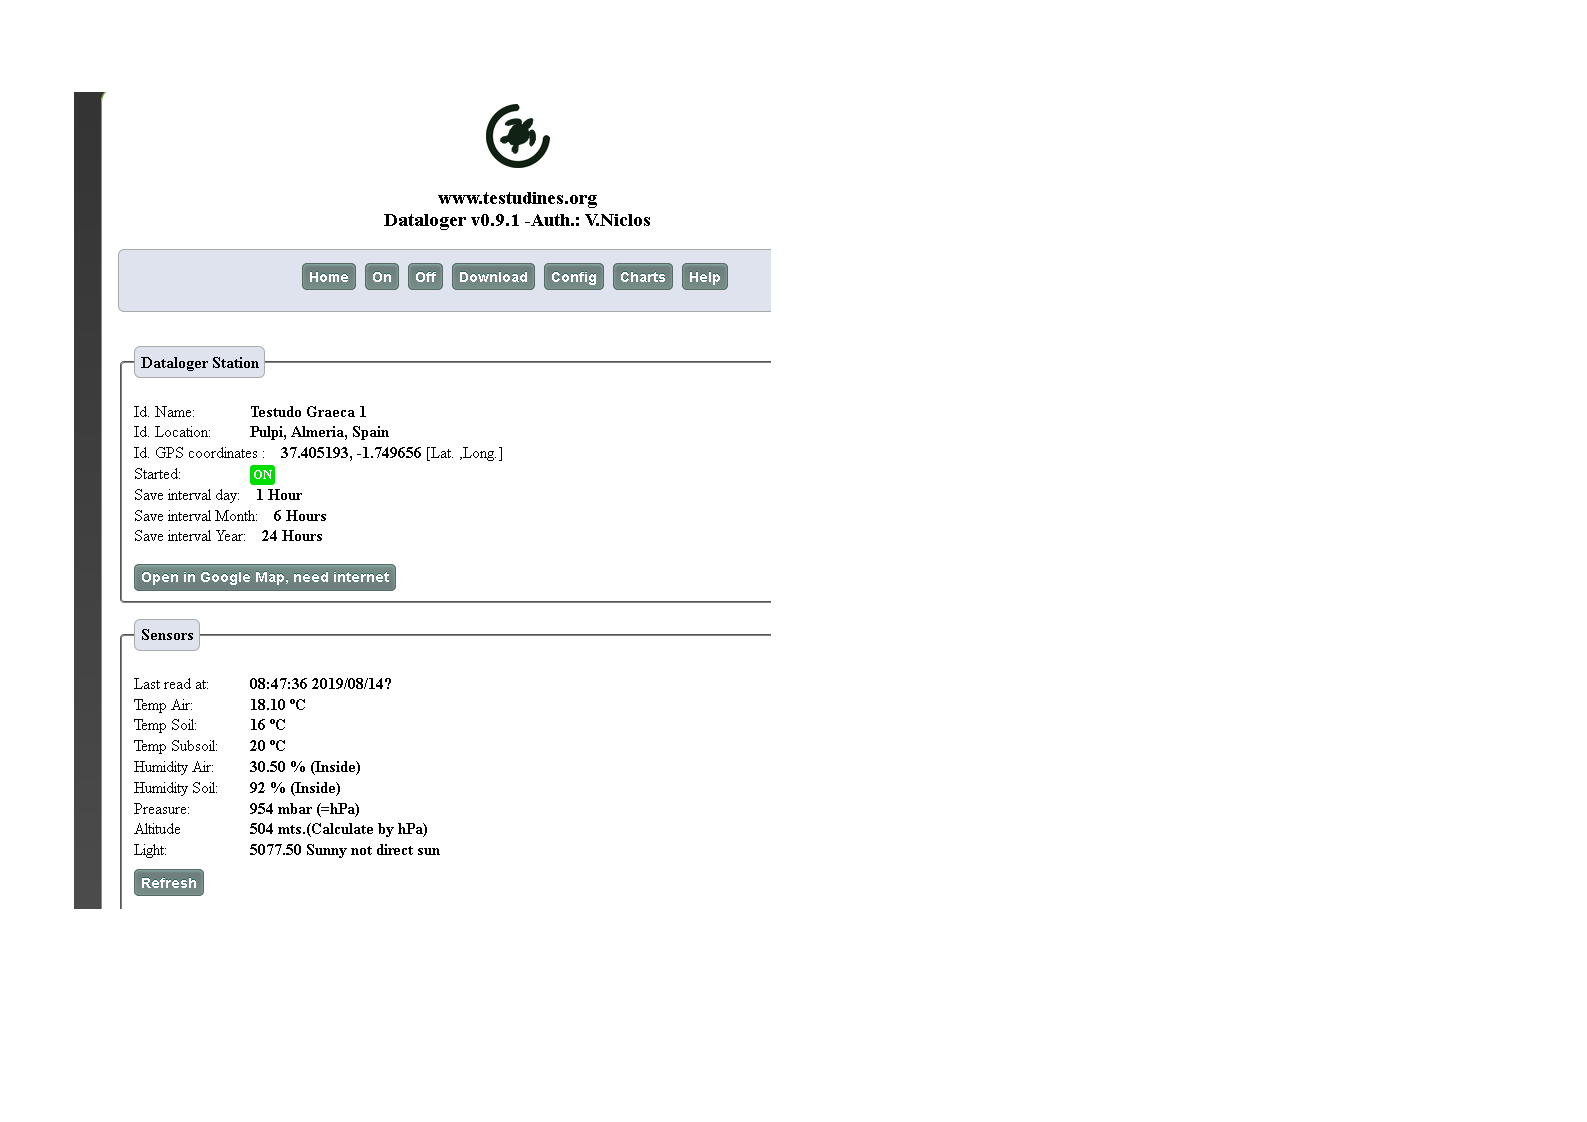 www.testudines.org
Dataloger v0.9.1 -Auth.: V.Niclos
Home On Off Download Config Charts Help
Dataloger Station
Id. Name: Testudo Graeca 1
Id. Location: Pulpi, Almeria, Spain
Id. GPS coordinates : 37.405193, -1.749656 [Lat. ,Long.]
Started: ON
Save interval day: 1 Hour
Save interval Month: 6 Hours
Save interval Year: 24 Hours
Open in Google Map, need internet
Sensors
Last read at: 08:47:36 2019/08/14?
Temp Air: 18.10 ºC
Temp Soil: 16 ºC
Temp Subsoil: 20 ºC
Humidity Air: 30.50 % (Inside)
Humidity Soil: 92 % (Inside)
Preasure: 954 mbar (=hPa)
Altitude 504 mts.(Calculate by hPa)
Light: 5077.50 Sunny not direct sun
Refresh